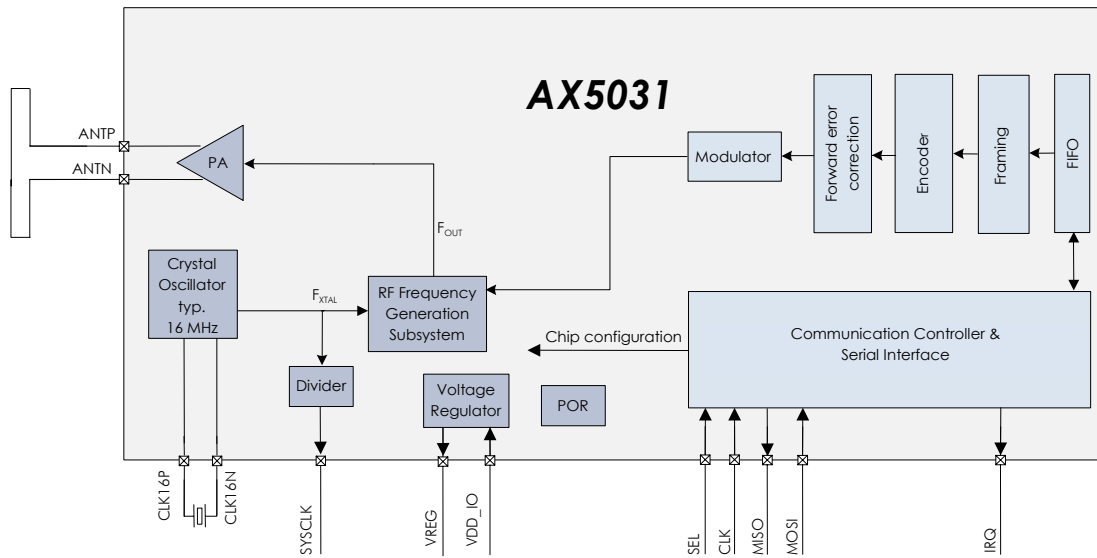 AX5031
ANTP
ANTN
PA
Modulator
Forward error
correction
Encoder
Framing
FIFO
F_OUT
Crystal
Oscillator
typ.
16 MHz
F_XTAL
RF Frequency
Generation
Subsystem
Chip configuration
Communication Controller &
Serial Interface
Divider
Voltage
Regulator
POR
CLK16P
CLK16N
SYSCLK
VREG
VDD_IO
SEL
CLK
MISO
MOSI
IRQ